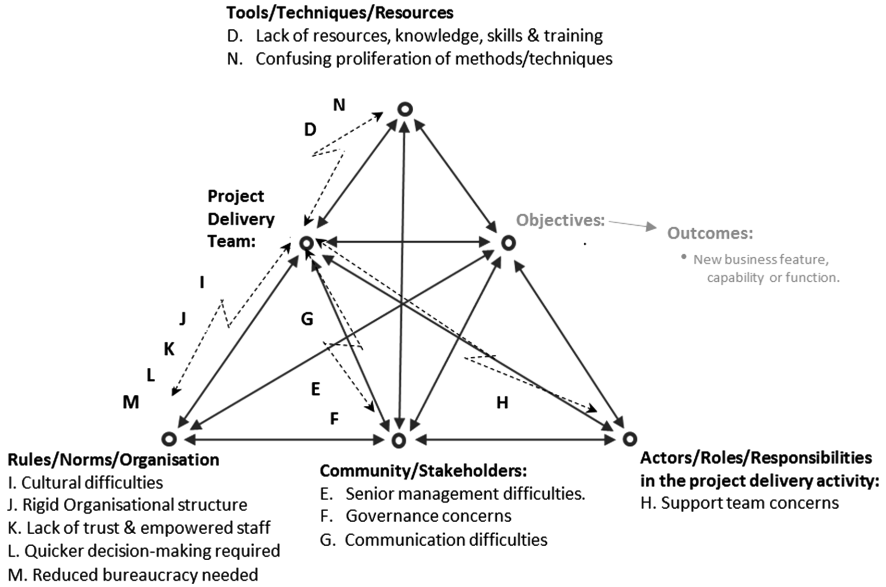 Tools/Techniques/Resources
D. Lack of resources, knowledge, skills & training
N. Confusing proliferation of methods/techniques
N
D
Project
Delivery
Team:
Objectives:
Outcomes:
• New business feature,
capability or function.
I
J
K
L
M
G
E
F
H
Rules/Norms/Organisation
I. Cultural difficulties
J. Rigid Organisational structure
K. Lack of trust & empowered staff
L. Quicker decision-making required
M. Reduced bureaucracy needed
Community/Stakeholders:
E. Senior management difficulties.
F. Governance concerns
G. Communication difficulties
Actors/Roles/Responsibilities
in the project delivery activity:
H. Support team concerns